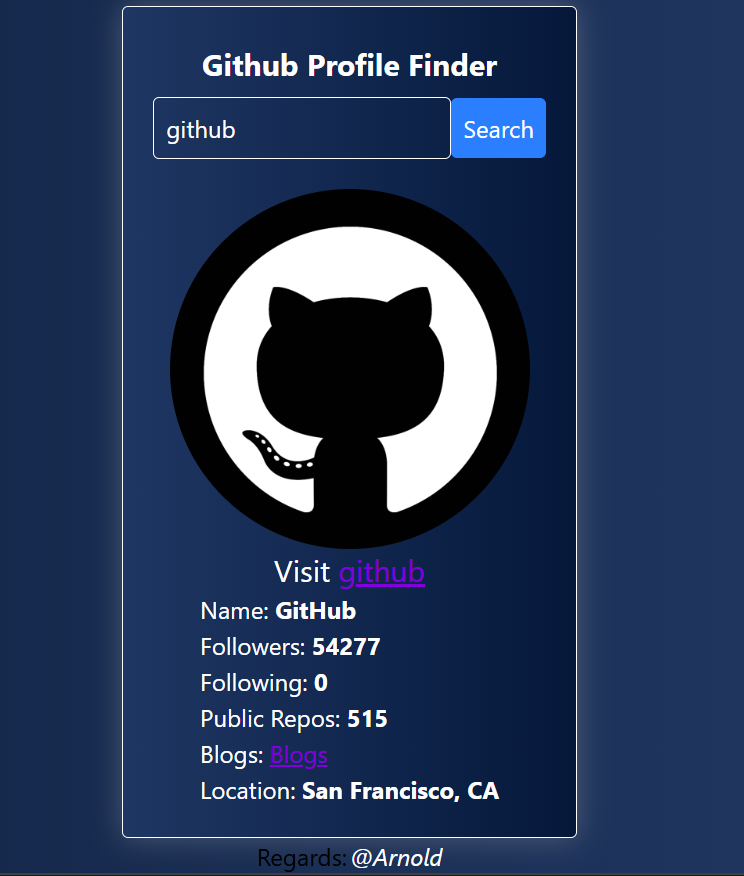 Github Profile Finder
github
Search
Visit github
Name: GitHub
Followers: 54277
Following: 0
Public Repos: 515
Blogs: Blogs
Location: San Francisco, CA
Regards: @Arnold